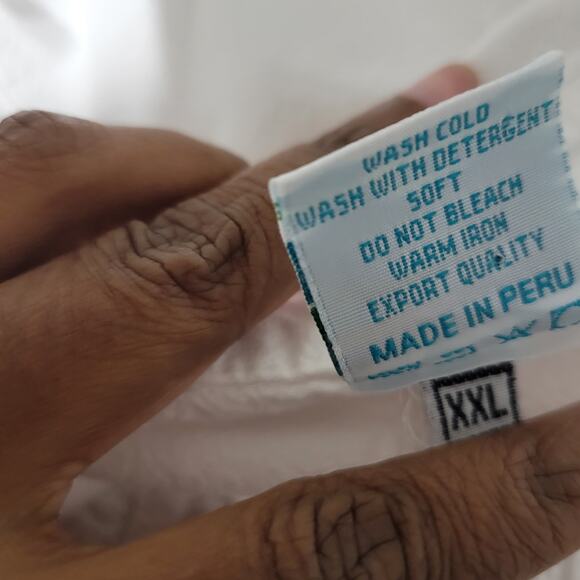 WASH COLD
WASH WITH DETERGENT
SOFT
DO NOT BLEACH
WARM IRON
EXPORT QUALITY
MADE IN PERU
XXL